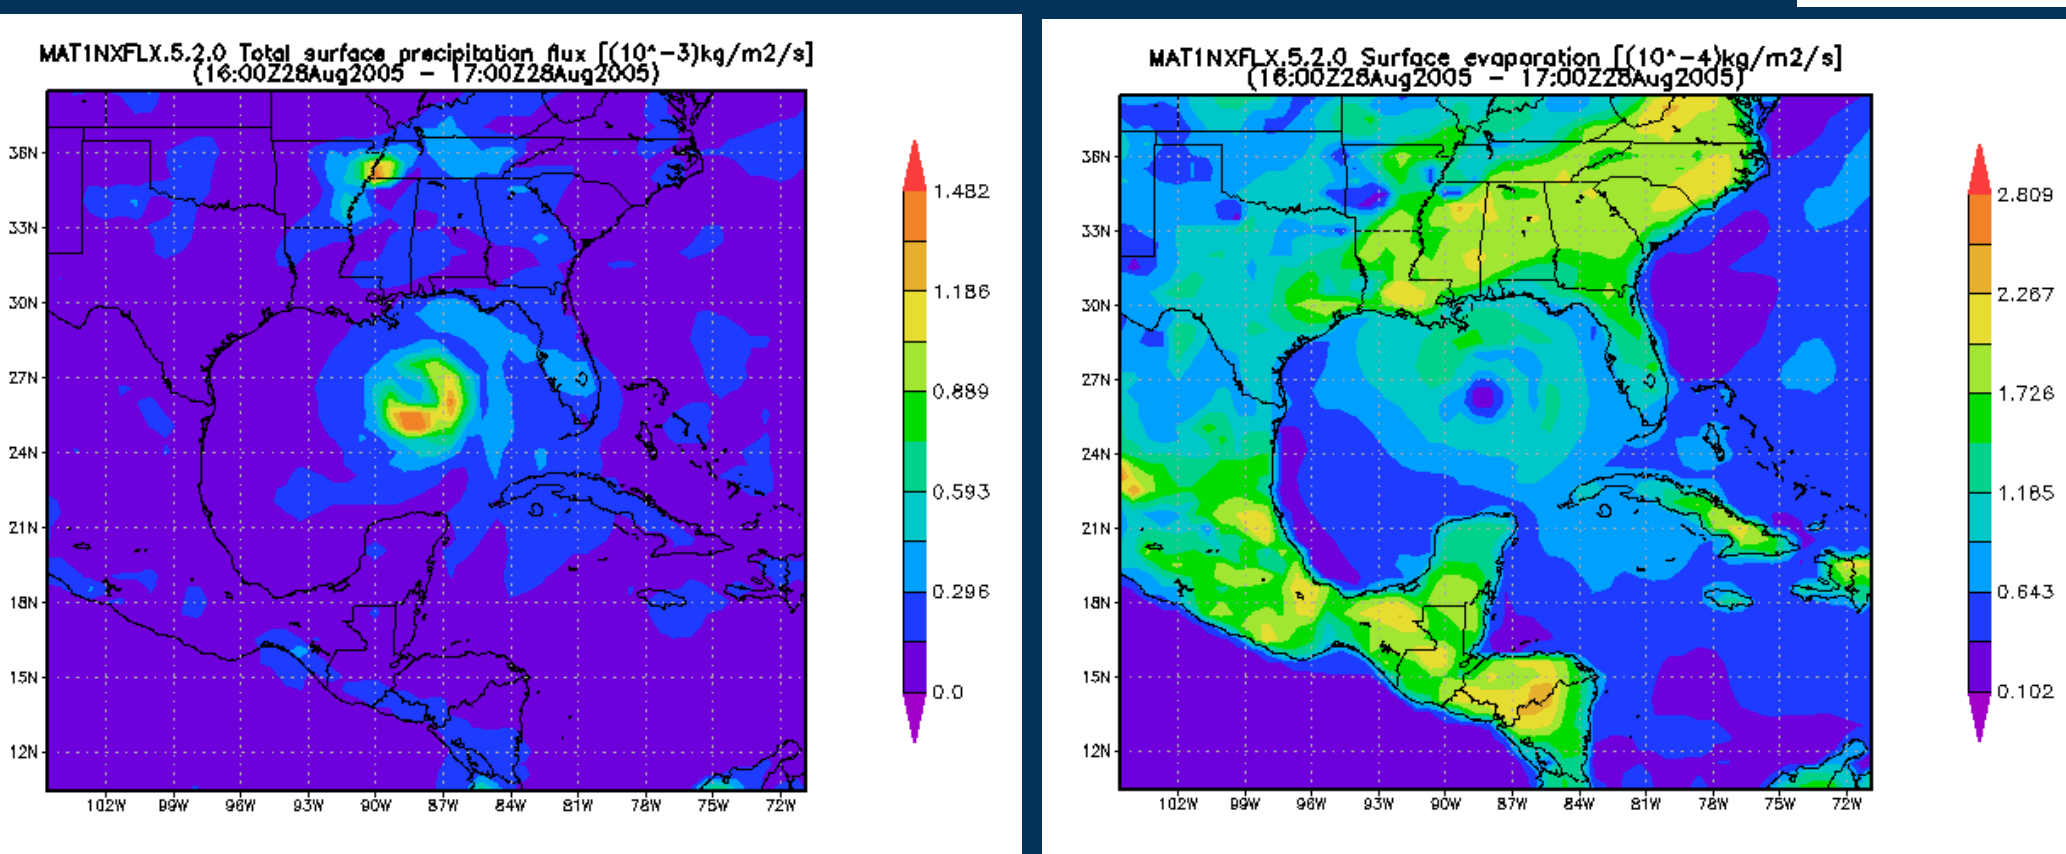 MAT1NXFLX.5.2.0 Total surface precipitation flux [(10^-3)kg/m2/s]
(16:00Z28Aug2005 - 17:00Z28Aug2005)
36N
33N
30N
27N
24N
21N
18N
15N
12N
102W 99W 96W 93W 90W 87W 84W 81W 78W 75W 72W
1.482
1.186
0.889
0.593
0.296
0.0
MAT1NXFLX.5.2.0 Surface evaporation [(10^-4)kg/m2/s]
(16:00Z28Aug2005 - 17:00Z28Aug2005)
36N
33N
30N
27N
24N
21N
18N
15N
12N
102W 99W 96W 93W 90W 87W 84W 81W 78W 75W 72W
2.809
2.267
1.726
1.185
0.643
0.102